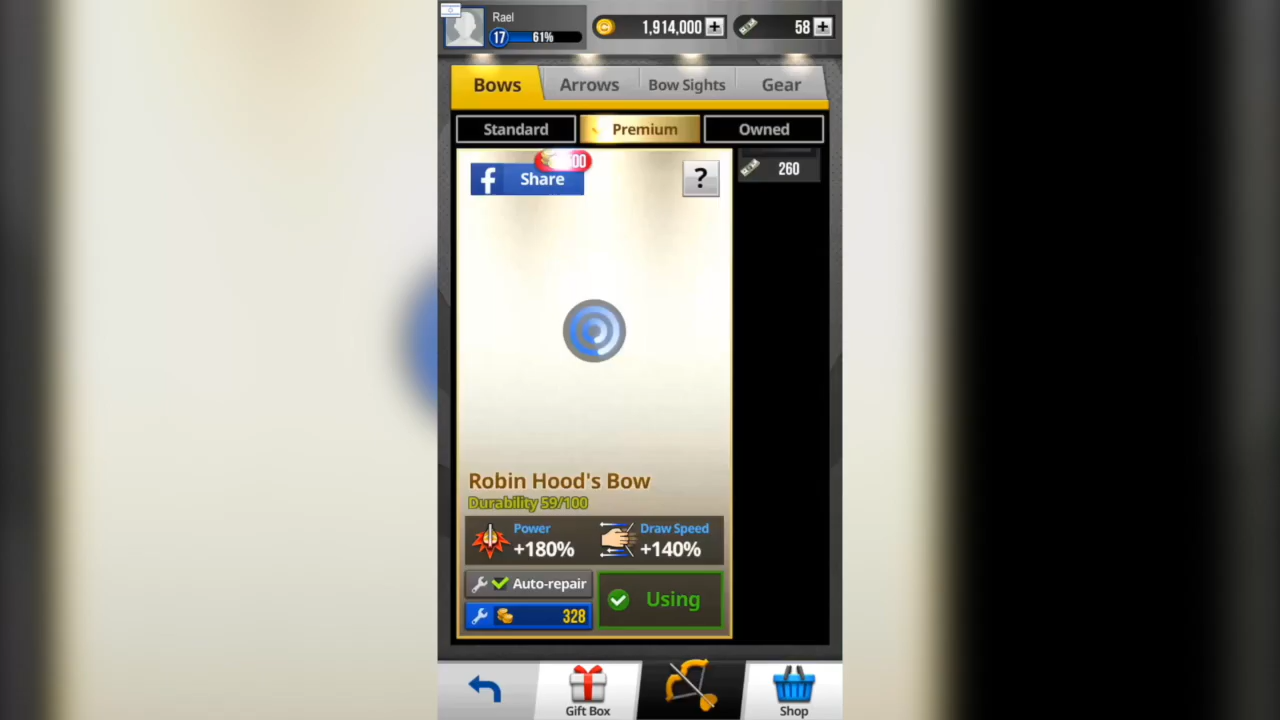 Rael
17 61%
1,914,000 +
58 +
Bows Arrows Bow Sights Gear
Standard Premium Owned
f Share
?
260
Robin Hood's Bow
Durability 59/100
Power
+180%
Draw Speed
+140%
Auto-repair
328
Using
Gift Box
Shop